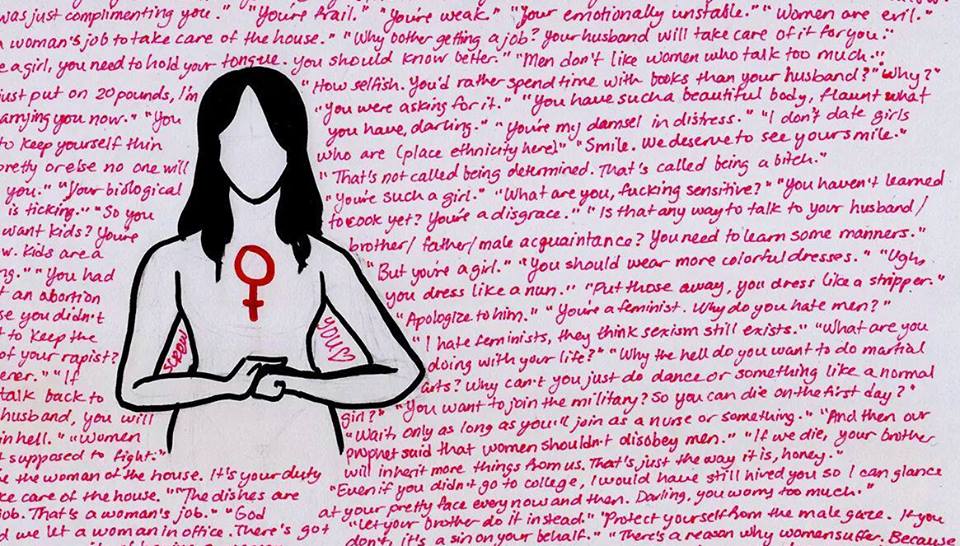 was just complimenting you." "You're frail." "You're weak." "Your emotionally unstable." "Women are evil."
a woman's job to take care of the house." "Why bother getting a job? Your husband will take care of it for you."
e a girl, you need to hold your tongue. You should know better." "Men don't like women who talk too much."
just put on 20 pounds, I'm "How selfish. You'd rather spend time with books than your husband?" "Why?"
arrying you now." "You "You were asking for it." "You have such a beautiful body, flaunt what
to keep yourself thin you have, darling." "You're my damsel in distress." "I don't date girls
pretty or else no one will who are (place ethnicity here)" "Smile. We deserve to see your smile."
you." "Your biological "That's not called being determined. That's called being a bitch."
is ticking." "So you "You're such a girl." "What are you, fucking sensitive?" "You haven't learned
want kids? You're to cook yet? You're a disgrace." "Is that any way to talk to your husband/
w. Kids are a brother/father/male acquaintance? You need to learn some manners."
ng." "You had "But you're a girl." "You should wear more colorful dresses." "Ugh,
t an abortion you dress like a nun." "Put those away, you dress like a stripper."
se you didn't "Apologize to him." "You're a feminist. Why do you hate men?"
t to keep the SCREW YOU "I hate feminists, they think sexism still exists." "What are you
of your rapist? doing with your life?" "Why the hell do you want to do martial
ener." "If arts? Why can't you just do dance or something like a normal
talk back to girl?" "You want to join the military? So you can die on the first day?"
husband, you will "Wait, only as long as you'll join as a nurse or something." "And then our
in hell." "Women prophet said that women shouldn't disobey men." "If we die, your brother
t supposed to fight." will inherit more things from us. That's just the way it is, honey."
e the woman of the house. It's your duty "Even if you didn't go to college, I would have still hired you so I can glance
ke care of the house." "The dishes are at your pretty face every now and then. Darling, you worry too much."
job. That's a woman's job." "God "Let your brother do it instead." "Protect yourself from the male gaze. If you
d we let a woman in office. There's got don't, it's a sin on your behalf." "There's a reason why women suffer. Because